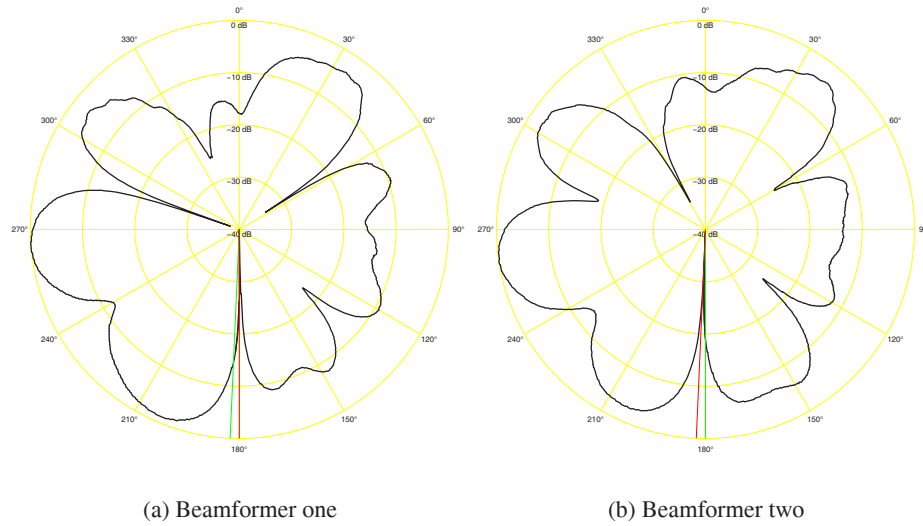 0°
0 dB
30°
60°
90°
120°
150°
180°
210°
240°
270°
300°
330°
−10 dB
−20 dB
−30 dB
−40 dB
(a) Beamformer one
0°
0 dB
30°
60°
9
120°
150°
180°
210°
240°
270°
300°
330°
−10 dB
−20 dB
−30 dB
−40 dB
(b) Beamformer two